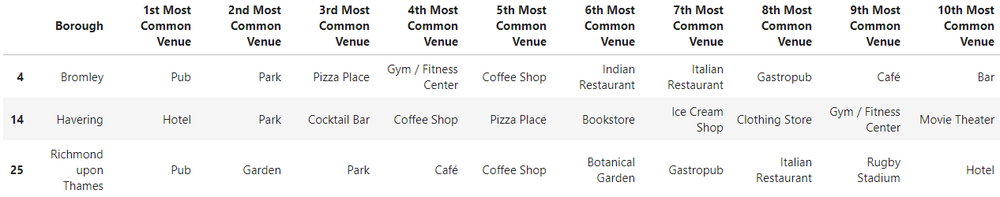 Borough 1st Most Common Venue 2nd Most Common Venue 3rd Most Common Venue 4th Most Common Venue 5th Most Common Venue 6th Most Common Venue 7th Most Common Venue 8th Most Common Venue 9th Most Common Venue 10th Most Common Venue
4 Bromley Pub Park Pizza Place Gym / Fitness Center Coffee Shop Indian Restaurant Italian Restaurant Gastropub Café Bar
14 Havering Hotel Park Cocktail Bar Coffee Shop Pizza Place Bookstore Ice Cream Shop Clothing Store Gym / Fitness Center Movie Theater
25 Richmond upon Thames Pub Garden Park Café Coffee Shop Botanical Garden Gastropub Italian Restaurant Rugby Stadium Hotel